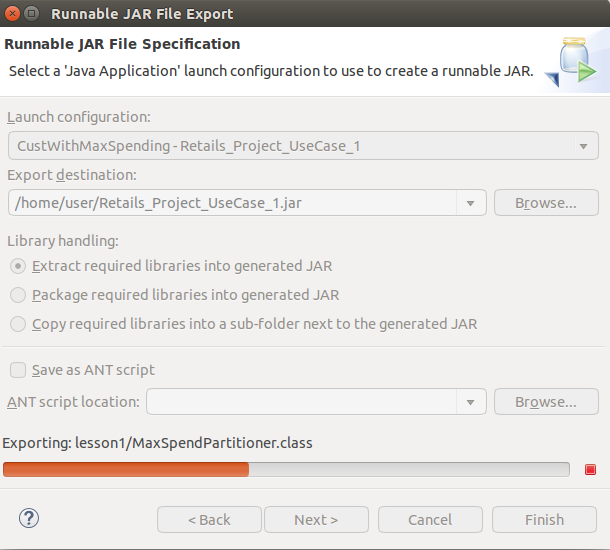 Runnable JAR File Export
Runnable JAR File Specification
Select a 'Java Application' launch configuration to use to create a runnable JAR.
Launch configuration:
CustWithMaxSpending - Retails_Project_UseCase_1
Export destination:
/home/user/Retails_Project_UseCase_1.jar
Browse...
Library handling:
Extract required libraries into generated JAR
Package required libraries into generated JAR
Copy required libraries into a sub-folder next to the generated JAR
Save as ANT script
ANT script location:
Browse...
Exporting: lesson1/MaxSpendPartitioner.class
?
< Back
Next >
Cancel
Finish